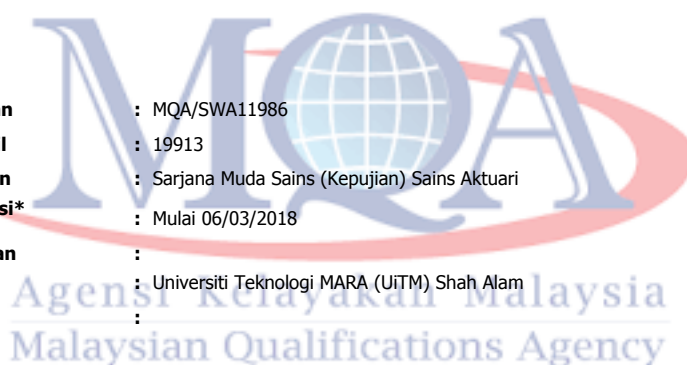 MQA
an : MQA/SWA11986
l : 19913
n : Sarjana Muda Sains (Kepujian) Sains Aktuari
si* : Mulai 06/03/2018
an :
: Universiti Teknologi MARA (UiTM) Shah Alam
:
Agensi Kelayakan Malaysia
Malaysian Qualifications Agency